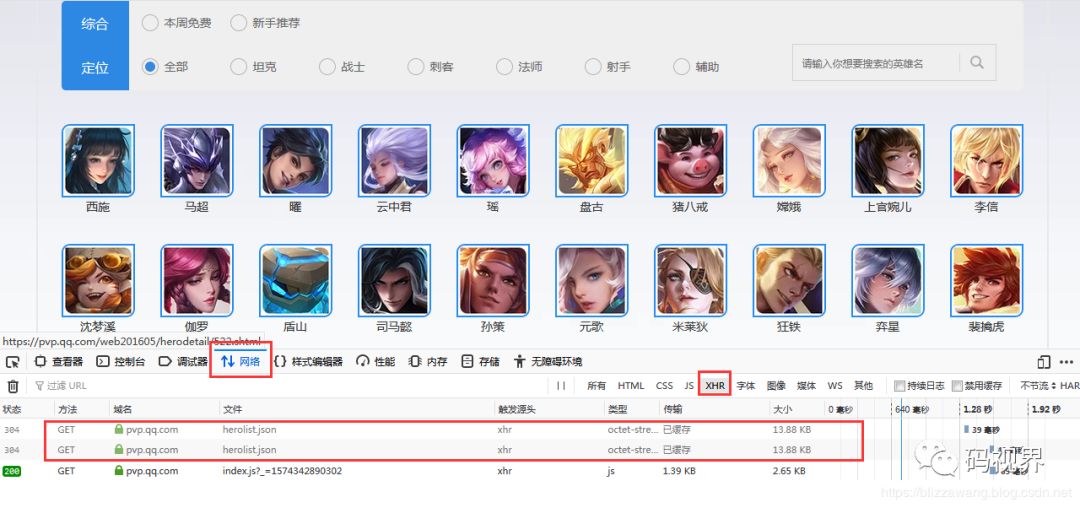 综合 本周免费 新手推荐
定位 全部 坦克 战士 刺客 法师 射手 辅助 请输入你想要搜索的英雄名
西施 马超 曜 云中君 瑶 盘古 猪八戒 嫦娥 上官婉儿 李信
沈梦溪 伽罗 盾山 司马懿 孙策 元歌 米莱狄 狂铁 弈星 裴擒虎
https://pvp.qq.com/web201605/herodetail/522.shtml
查看器 控制台 调试器 网络 {} 样式编辑器 性能 内存 存储 无障碍环境
过滤 URL 所有 HTML CSS JS XHR 字体 图像 媒体 WS 其他 持续日志 禁用缓存 不节流 HAR
状态 方法 域名 文件 触发源头 类型 传输 大小 0 毫秒 640 毫秒 1.28 秒 1.92 秒
304 GET pvp.qq.com herolist.json xhr octet-stre... 已缓存 13.88 KB 39 毫秒
304 GET pvp.qq.com herolist.json xhr octet-stre... 已缓存 13.88 KB
200 GET pvp.qq.com index.js?_=1574342890302 xhr js 1.39 KB 2.65 KB
码视界
https://blizzawang.blog.csdn.net